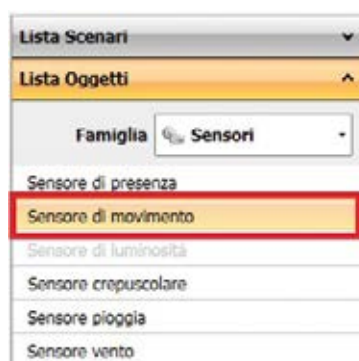 Lista Scenari
Lista Oggetti
Famiglia Sensori
Sensore di presenza
Sensore di movimento
Sensore di luminosità
Sensore crepuscolare
Sensore pioggia
Sensore vento